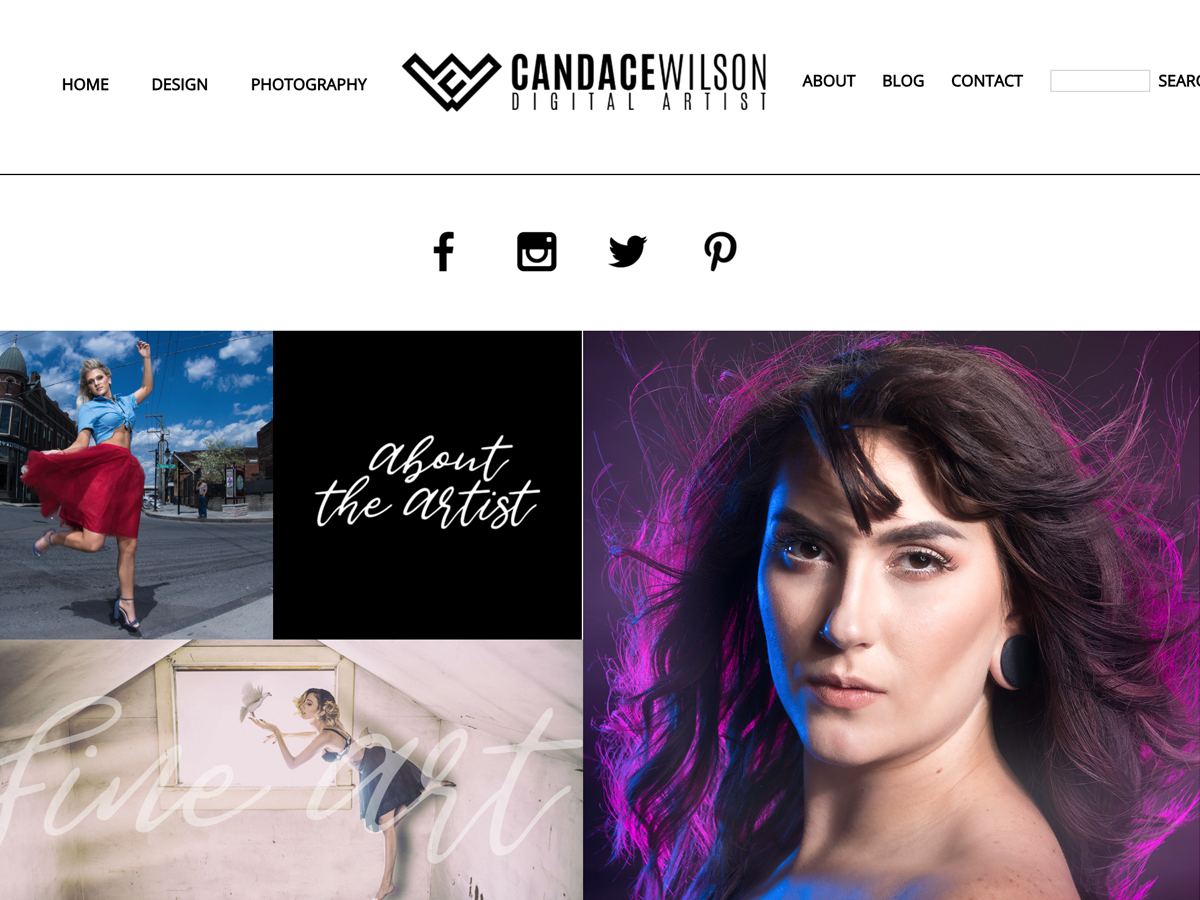 HOME DESIGN PHOTOGRAPHY
CANDACEWILSON
DIGITAL ARTIST
ABOUT BLOG CONTACT
SEARC
about
the artist
fine art